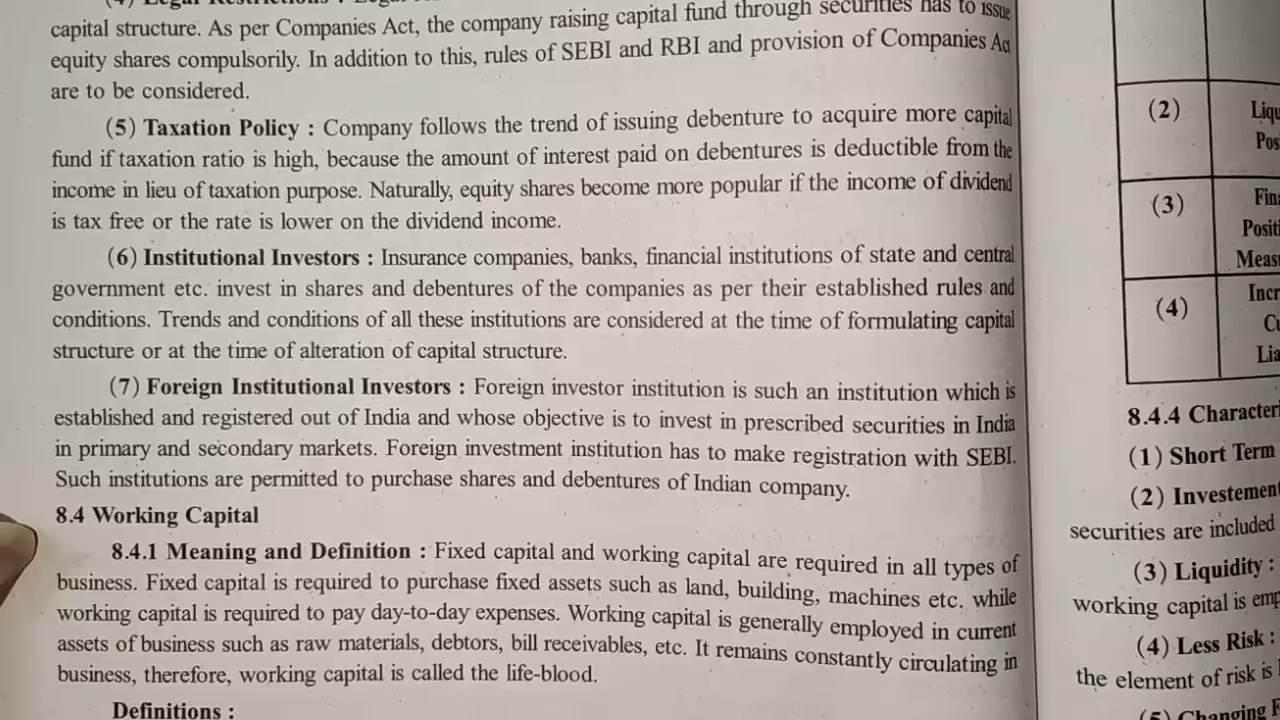 capital structure. As per Companies Act, the company raising capital fund through securities has to issue
equity shares compulsorily. In addition to this, rules of SEBI and RBI and provision of Companies Act
are to be considered.
(5) Taxation Policy : Company follows the trend of issuing debenture to acquire more capital
fund if taxation ratio is high, because the amount of interest paid on debentures is deductible from the
income in lieu of taxation purpose. Naturally, equity shares become more popular if the income of dividend
is tax free or the rate is lower on the dividend income.
(6) Institutional Investors : Insurance companies, banks, financial institutions of state and central
government etc. invest in shares and debentures of the companies as per their established rules and
conditions. Trends and conditions of all these institutions are considered at the time of formulating capital
structure or at the time of alteration of capital structure.
(7) Foreign Institutional Investors : Foreign investor institution is such an institution which is
established and registered out of India and whose objective is to invest in prescribed securities in India
in primary and secondary markets. Foreign investment institution has to make registration with SEBI.
Such institutions are permitted to purchase shares and debentures of Indian company.
8.4 Working Capital
8.4.1 Meaning and Definition : Fixed capital and working capital are required in all types of
business. Fixed capital is required to purchase fixed assets such as land, building, machines etc. while
working capital is required to pay day-to-day expenses. Working capital is generally employed in current
assets of business such as raw materials, debtors, bill receivables, etc. It remains constantly circulating in
business, therefore, working capital is called the life-blood.
Definitions :
(2) Liqu
Pos
(3) Fina
Positi
Meas
(4) Incr
Cu
Lia
8.4.4 Characteri
(1) Short Term
(2) Investement
securities are included
(3) Liquidity :
working capital is emp
(4) Less Risk :
the element of risk is
(5) Changing